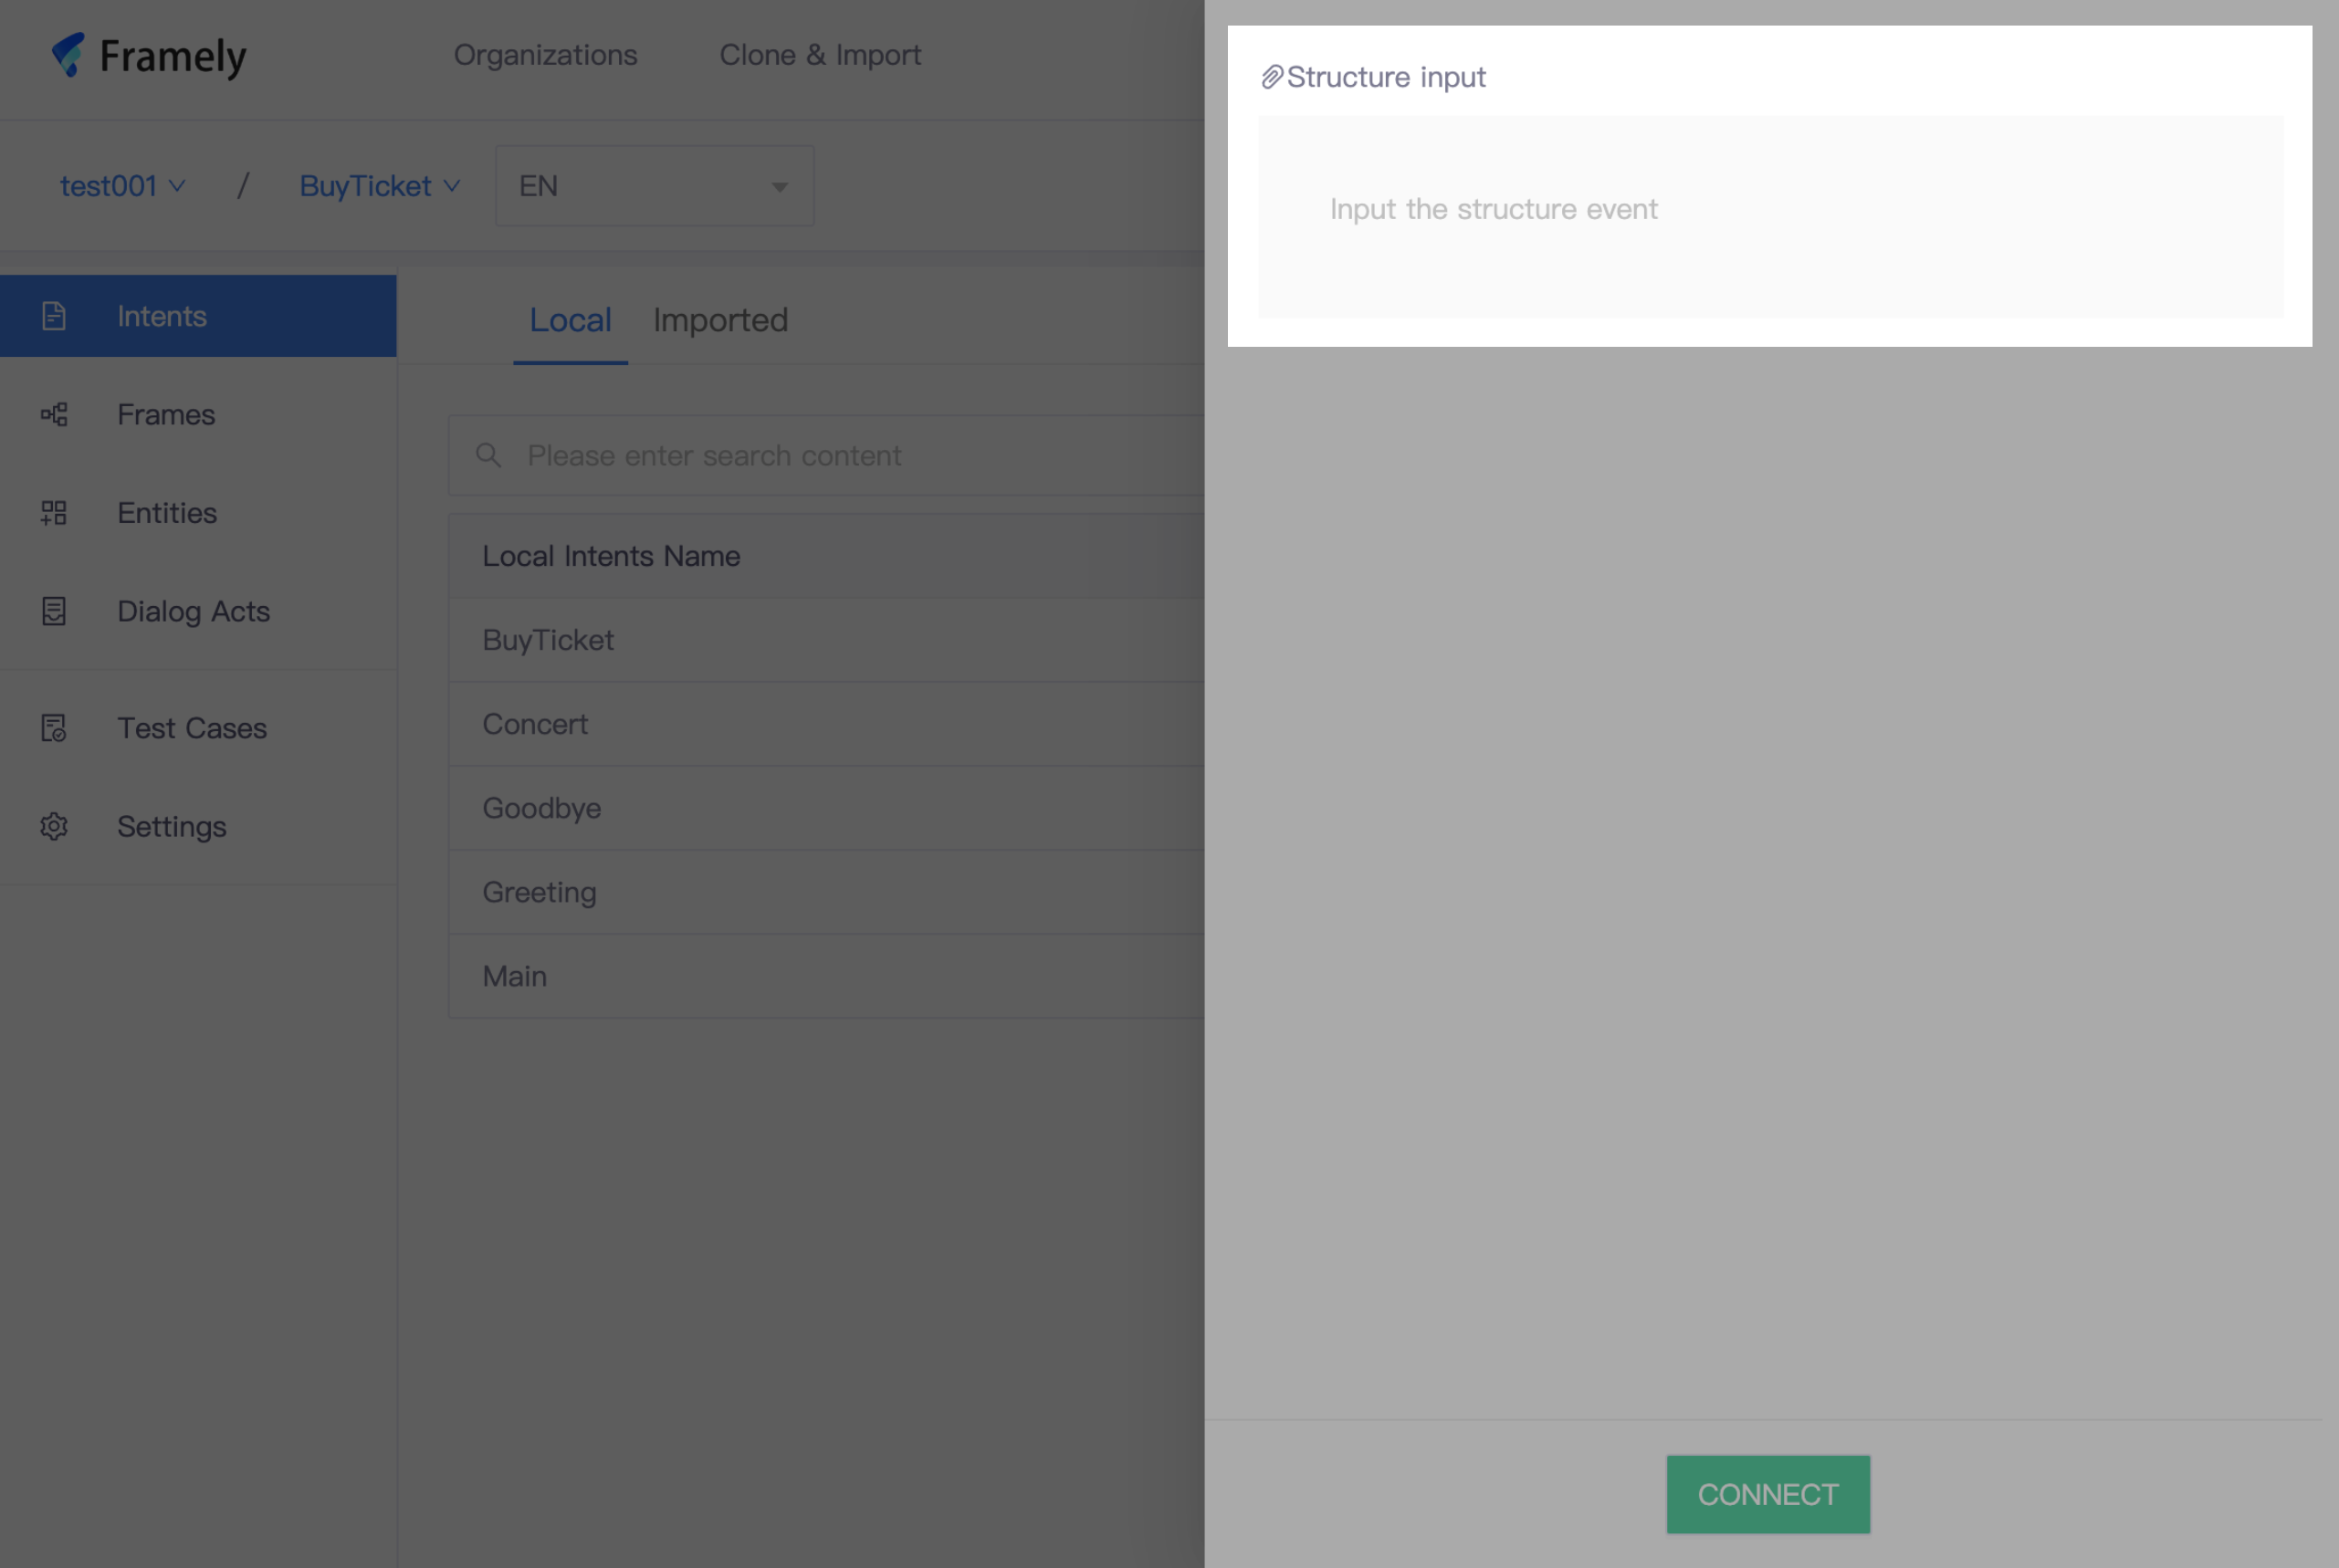 Framely
Organizations
Clone & Import
test001 / BuyTicket
EN
Intents
Frames
Entities
Dialog Acts
Test Cases
Settings
Local
Imported
Please enter search content
Local Intents Name
BuyTicket
Concert
Goodbye
Greeting
Main
Structure input
Input the structure event
CONNECT